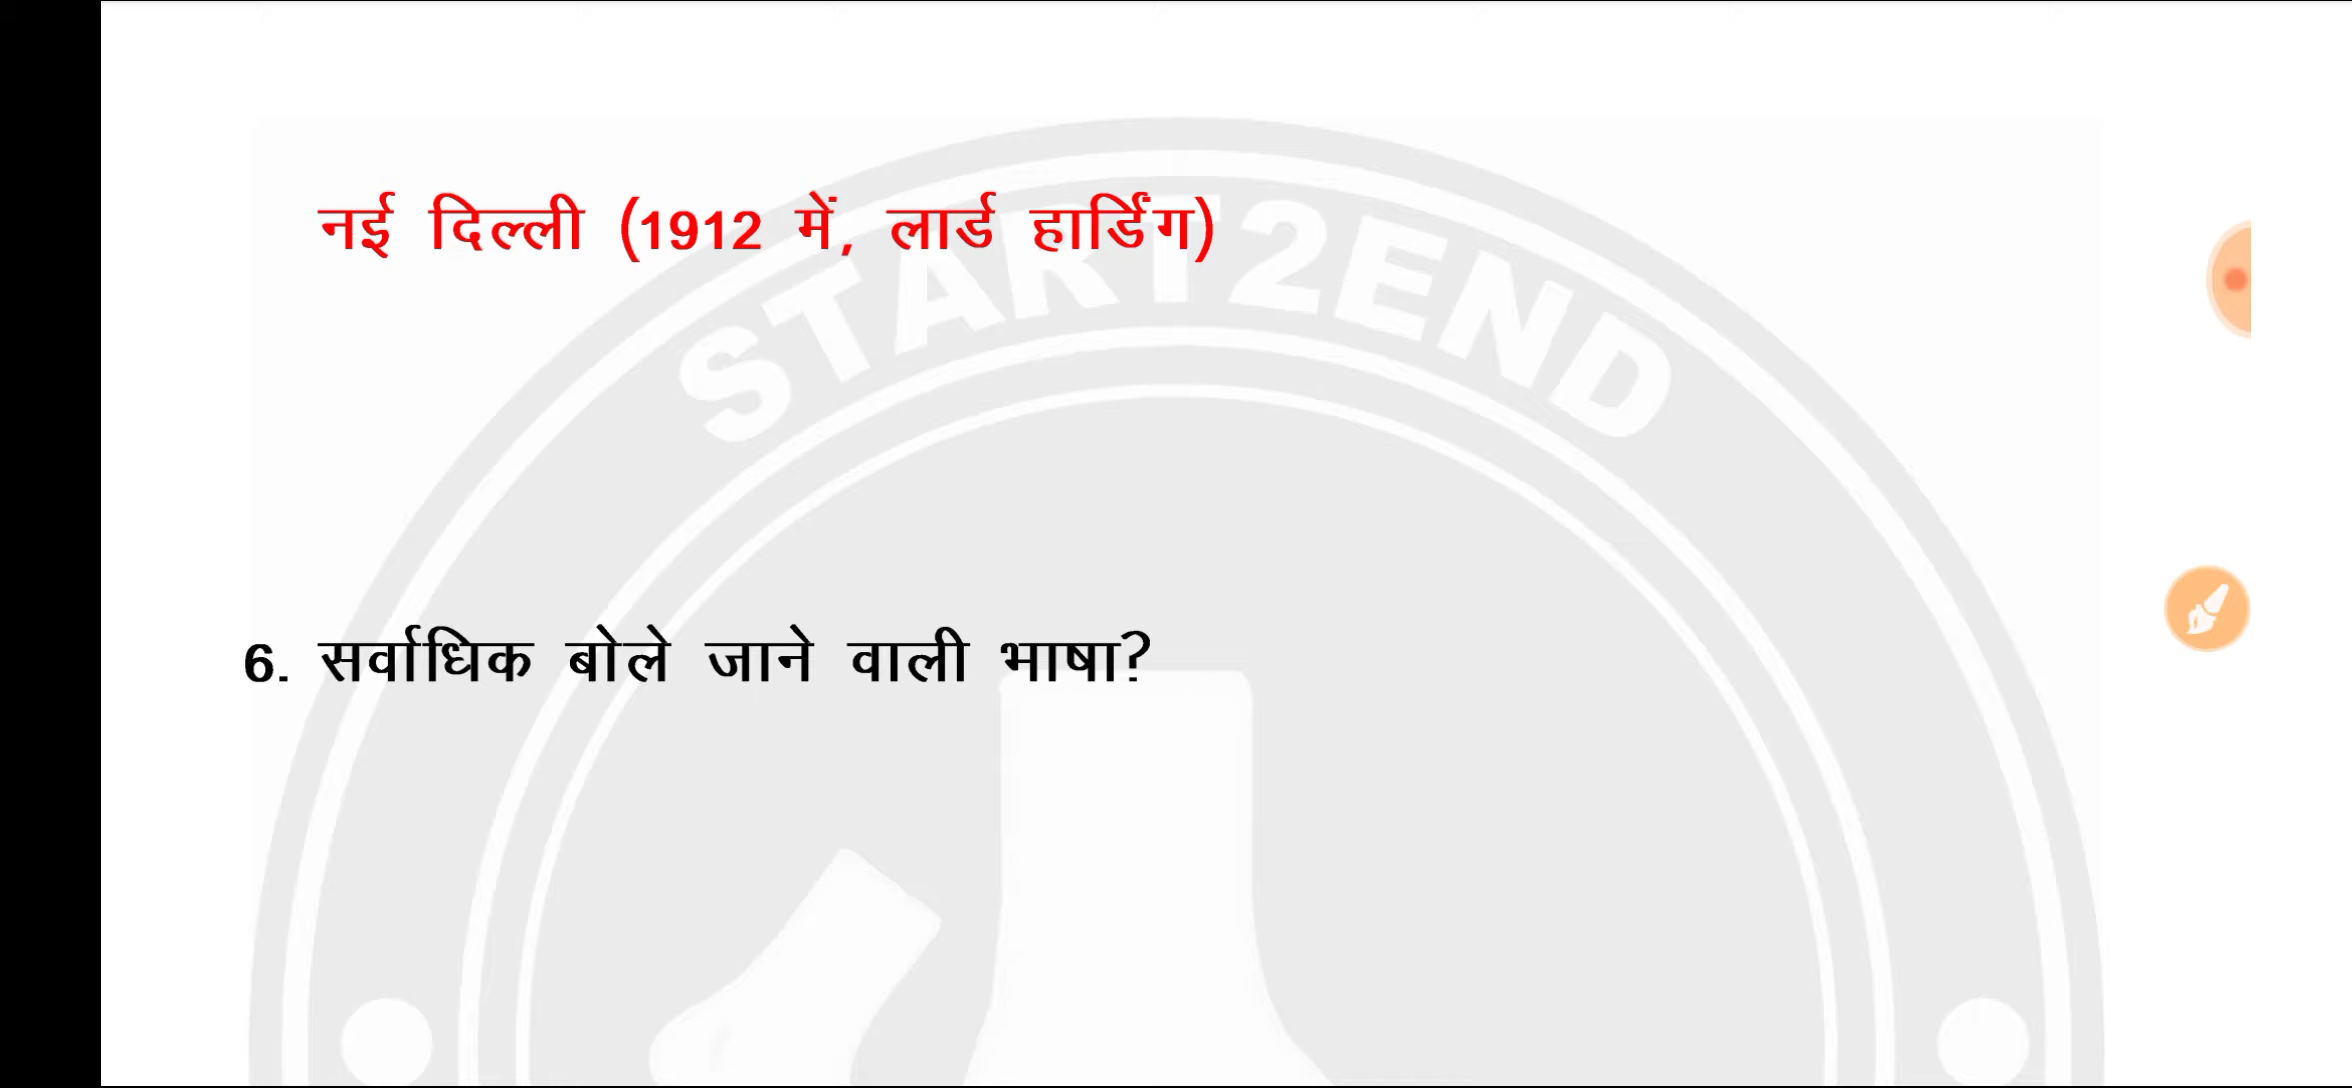 नई दिल्ली (1912 में, लार्ड हार्डिंग)
START2END
6. सर्वाधिक बोले जाने वाली भाषा?